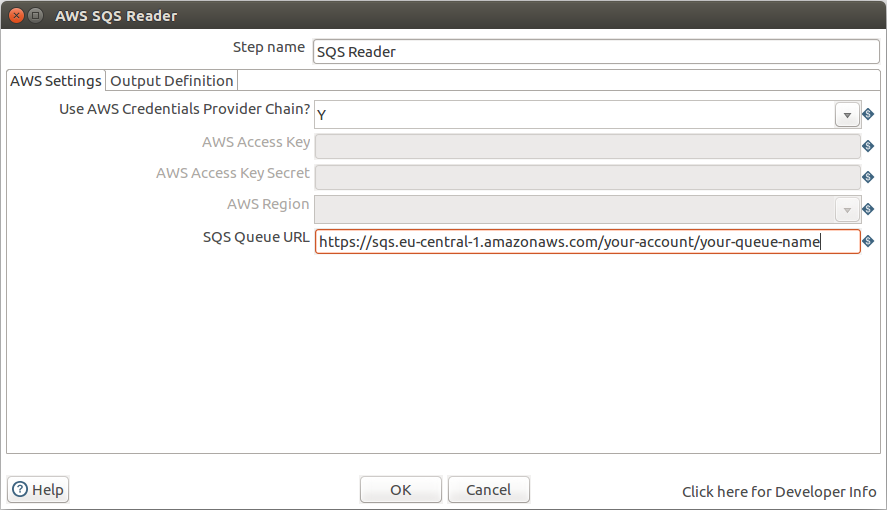 AWS SQS Reader
Step name SQS Reader
AWS Settings Output Definition
Use AWS Credentials Provider Chain? Y
AWS Access Key
AWS Access Key Secret
AWS Region
SQS Queue URL https://sqs.eu-central-1.amazonaws.com/your-account/your-queue-name
Help OK Cancel Click here for Developer Info